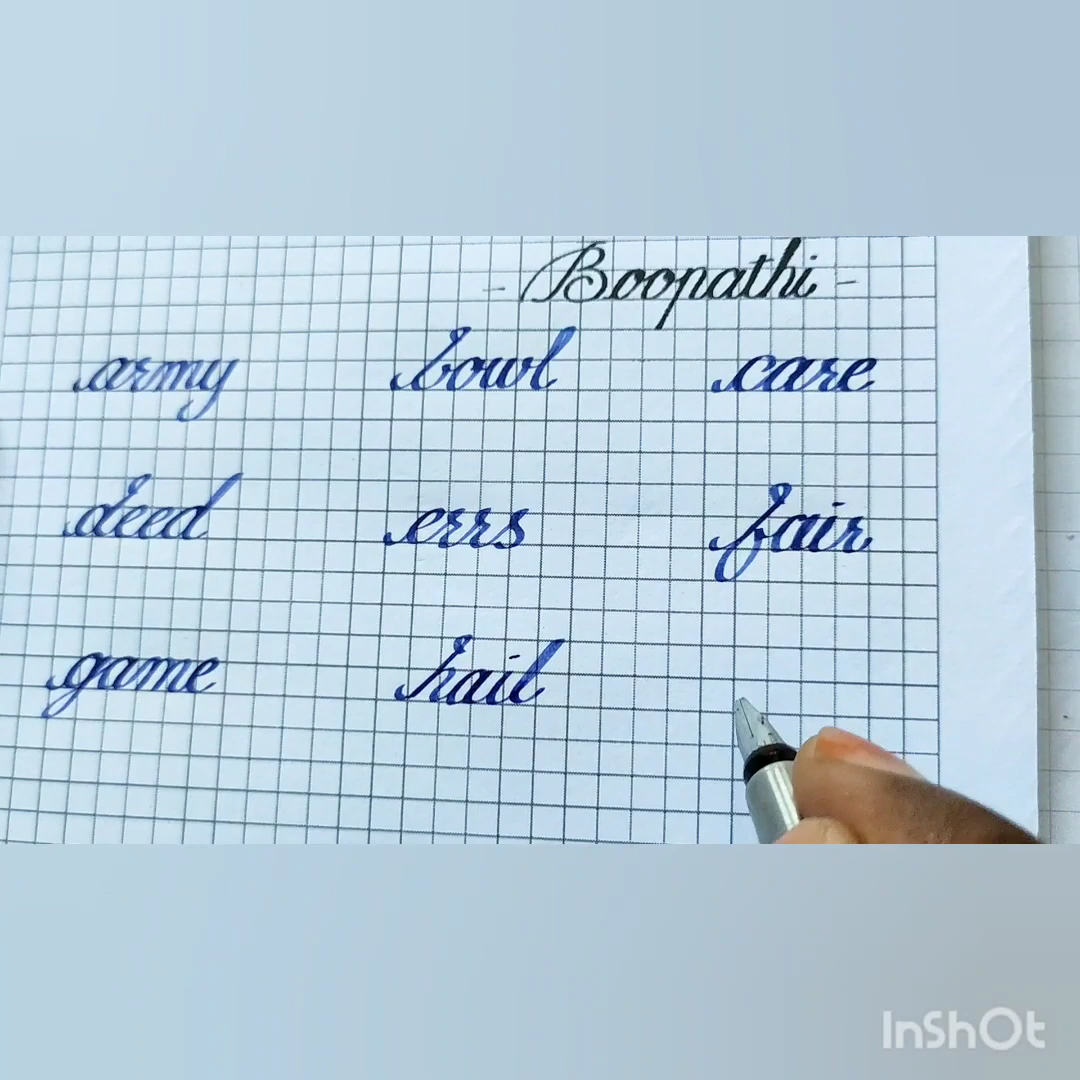 - Boopathi -
army bowl care
deed errs fair
game hail
InShOt